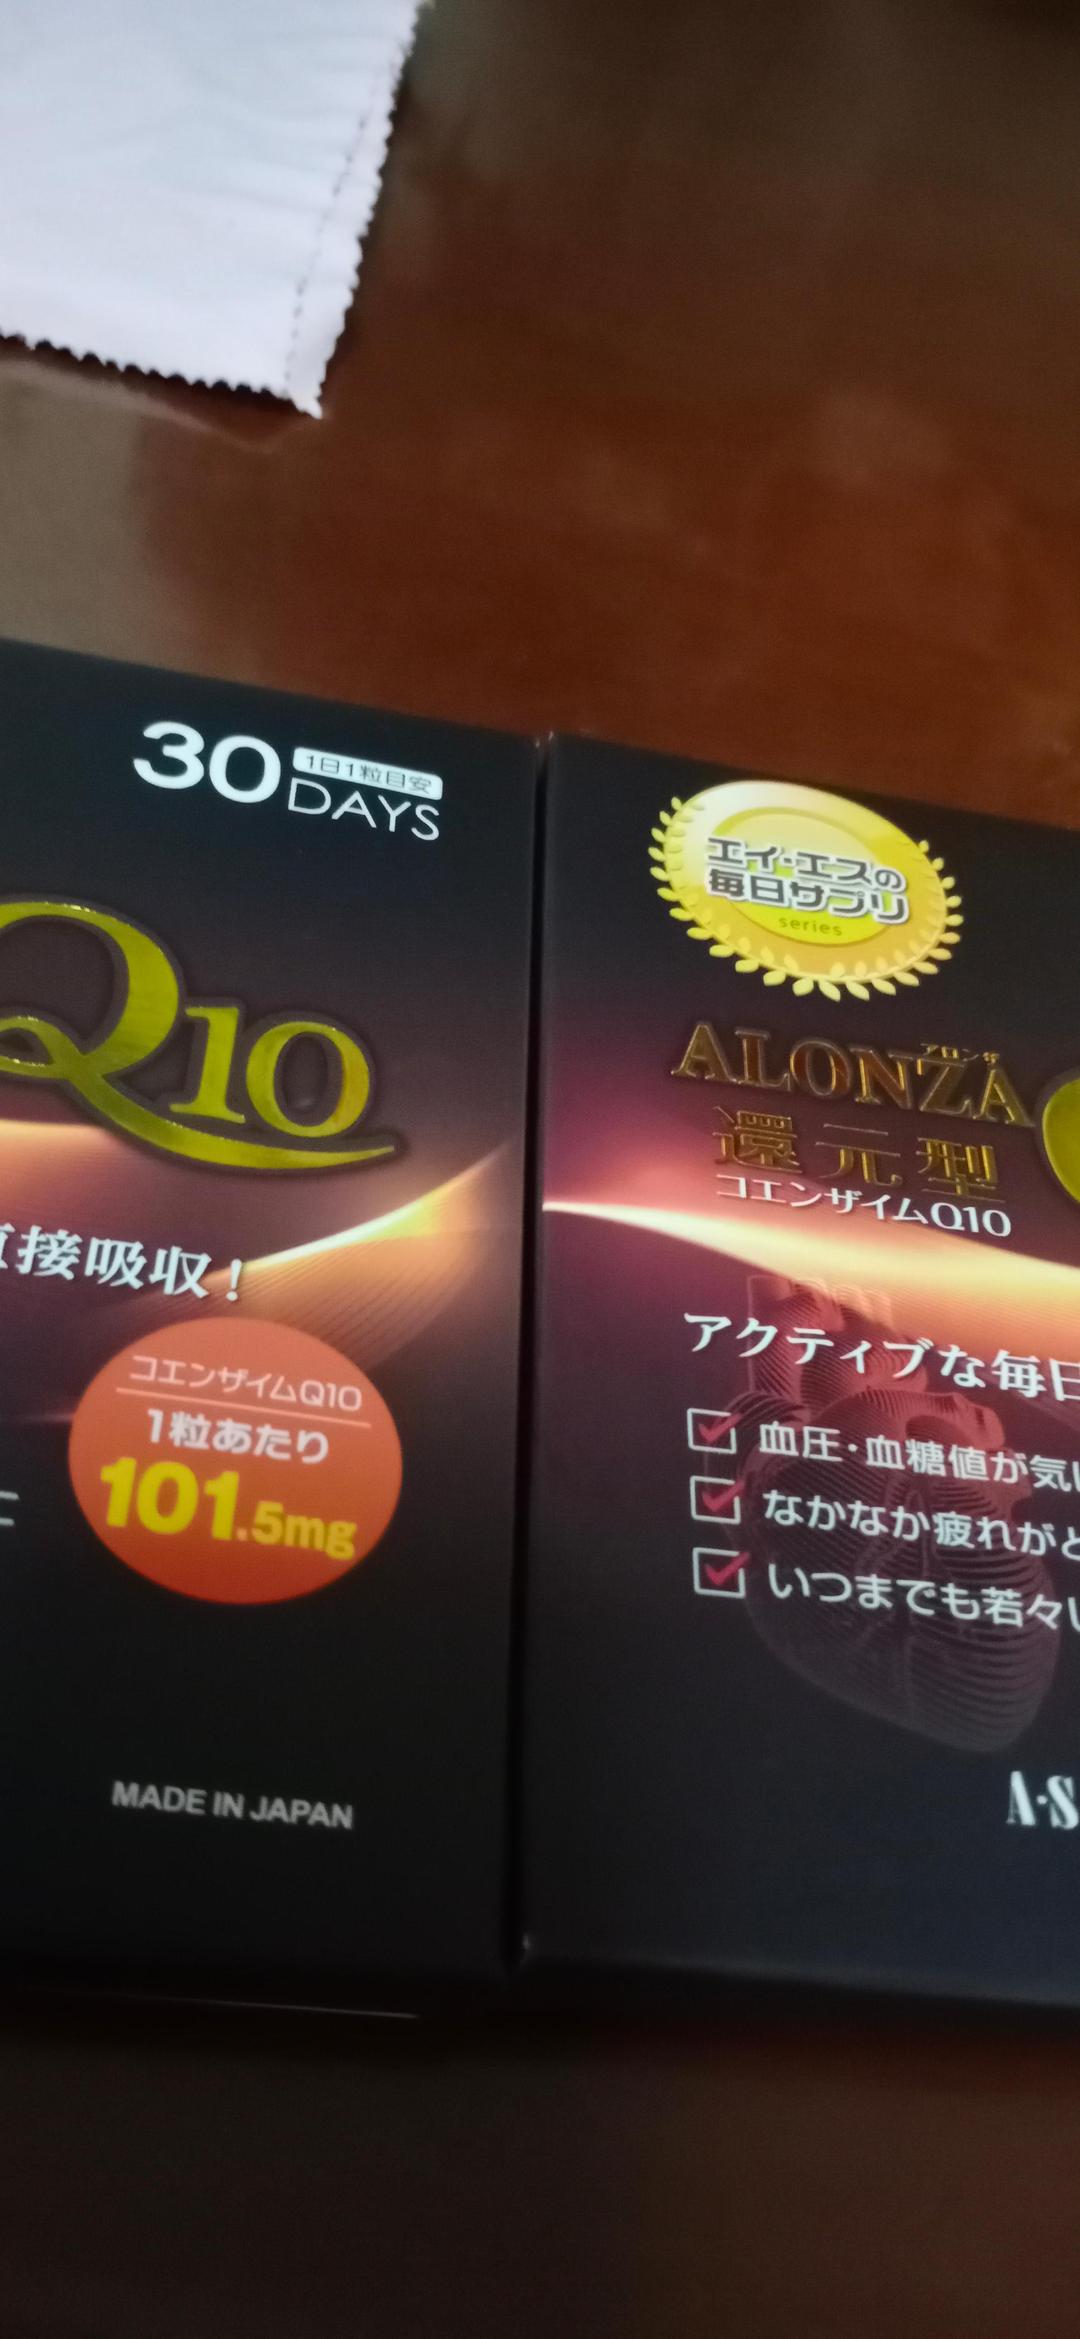 30
1日1粒目安
DAYS
Q10
直接吸収！
コエンザイムQ10
1粒あたり
101.5mg
MADE IN JAPAN
エイ・エスの
毎日サプリ
series
アロンザ
ALONZA
還元型
コエンザイムQ10
アクティブな毎日
血圧・血糖値が気に
なかなか疲れがと
いつまでも若々し
A·S